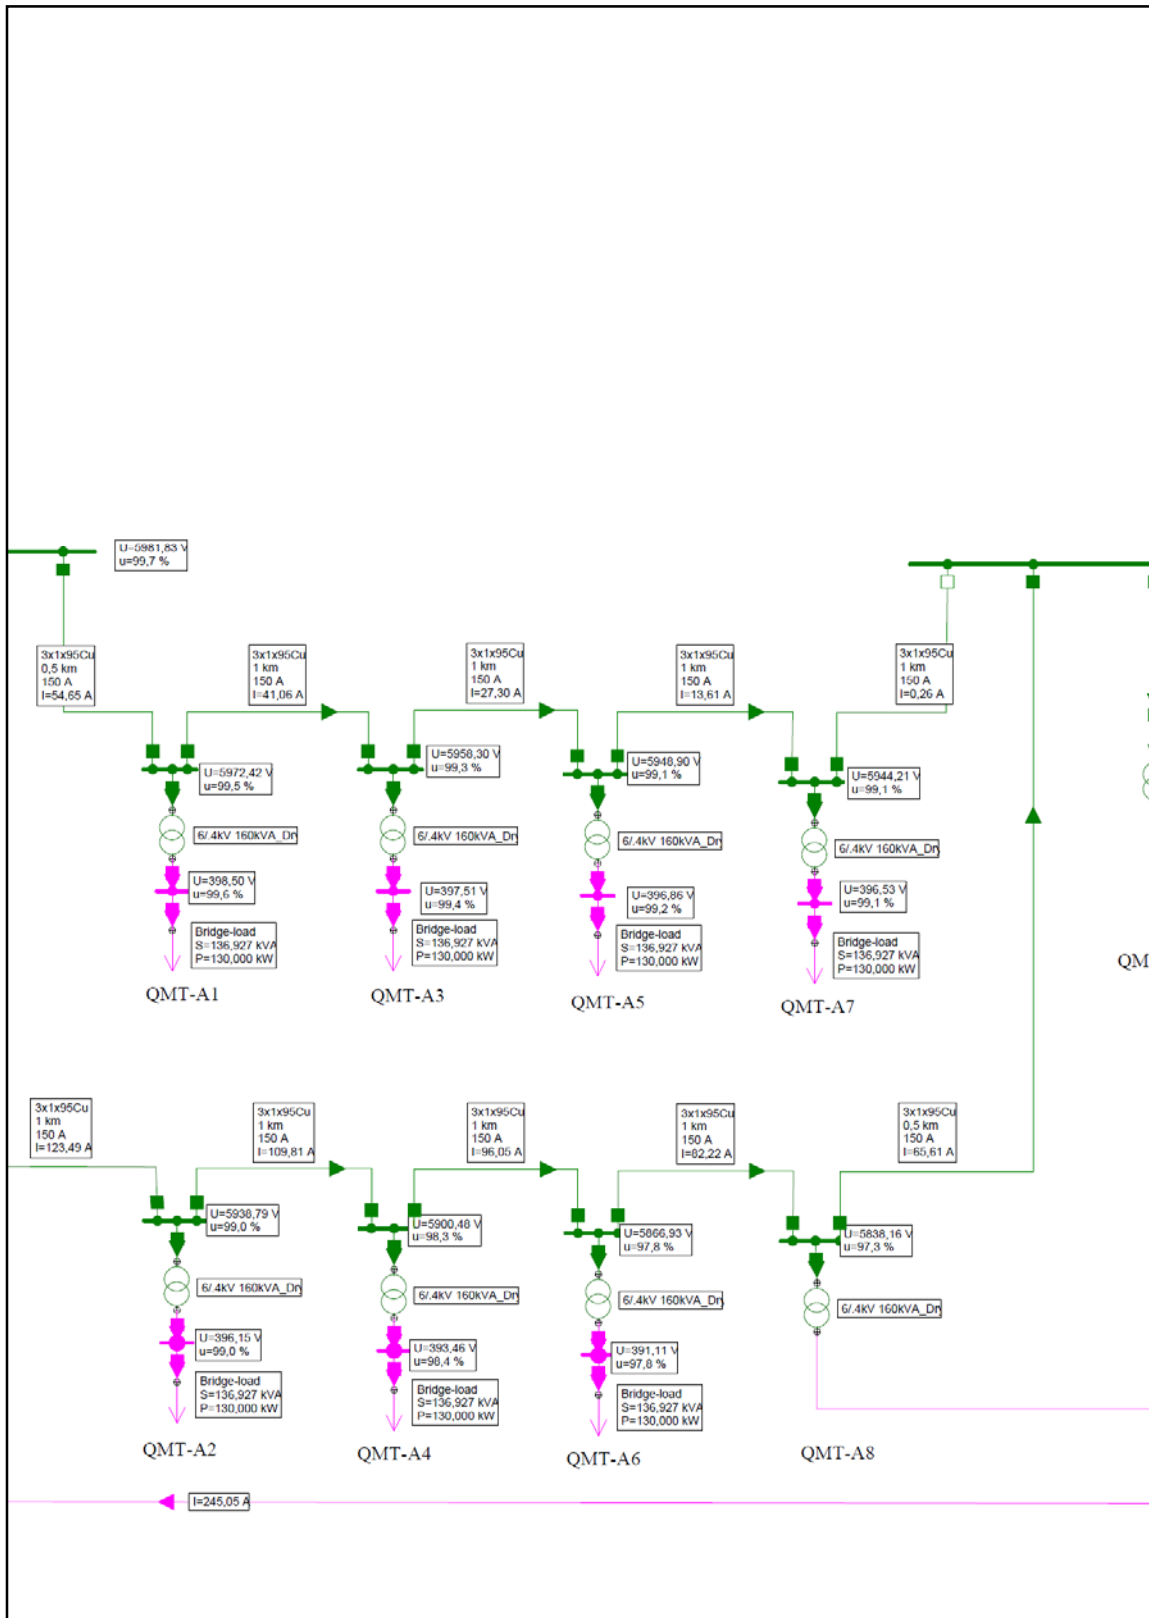 U=5981,83 V
u=99,7 %
3x1x95Cu
0,5 km
150 A
I=54,65 A
3x1x95Cu
1 km
150 A
I=41,06 A
3x1x95Cu
1 km
150 A
I=27,30 A
3x1x95Cu
1 km
150 A
I=13,61 A
3x1x95Cu
1 km
150 A
I=0,26 A
U=5972,42 V
u=99,5 %
U=5958,30 V
u=99,3 %
U=5948,90 V
u=99,1 %
U=5944,21 V
u=99,1 %
6/.4kV 160kVA_Dry
6/.4kV 160kVA_Dry
6/.4kV 160kVA_Dry
6/.4kV 160kVA_Dry
U=398,50 V
u=99,6 %
U=397,51 V
u=99,4 %
U=396,86 V
u=99,2 %
U=396,53 V
u=99,1 %
Bridge-load
S=136,927 kVA
P=130,000 kW
Bridge-load
S=136,927 kVA
P=130,000 kW
Bridge-load
S=136,927 kVA
P=130,000 kW
Bridge-load
S=136,927 kVA
P=130,000 kW
QMT-A1
QMT-A3
QMT-A5
QMT-A7
QM
3x1x95Cu
1 km
150 A
I=123,49 A
3x1x95Cu
1 km
150 A
I=109,81 A
3x1x95Cu
1 km
150 A
I=96,05 A
3x1x95Cu
1 km
150 A
I=82,22 A
3x1x95Cu
0,5 km
150 A
I=65,61 A
U=5938,79 V
u=99,0 %
U=5900,48 V
u=98,3 %
U=5866,93 V
u=97,8 %
U=5838,16 V
u=97,3 %
6/.4kV 160kVA_Dry
6/.4kV 160kVA_Dry
6/.4kV 160kVA_Dry
6/.4kV 160kVA_Dry
U=396,15 V
u=99,0 %
U=393,46 V
u=98,4 %
U=391,11 V
u=97,8 %
Bridge-load
S=136,927 kVA
P=130,000 kW
Bridge-load
S=136,927 kVA
P=130,000 kW
Bridge-load
S=136,927 kVA
P=130,000 kW
QMT-A2
QMT-A4
QMT-A6
QMT-A8
I=245,05 A